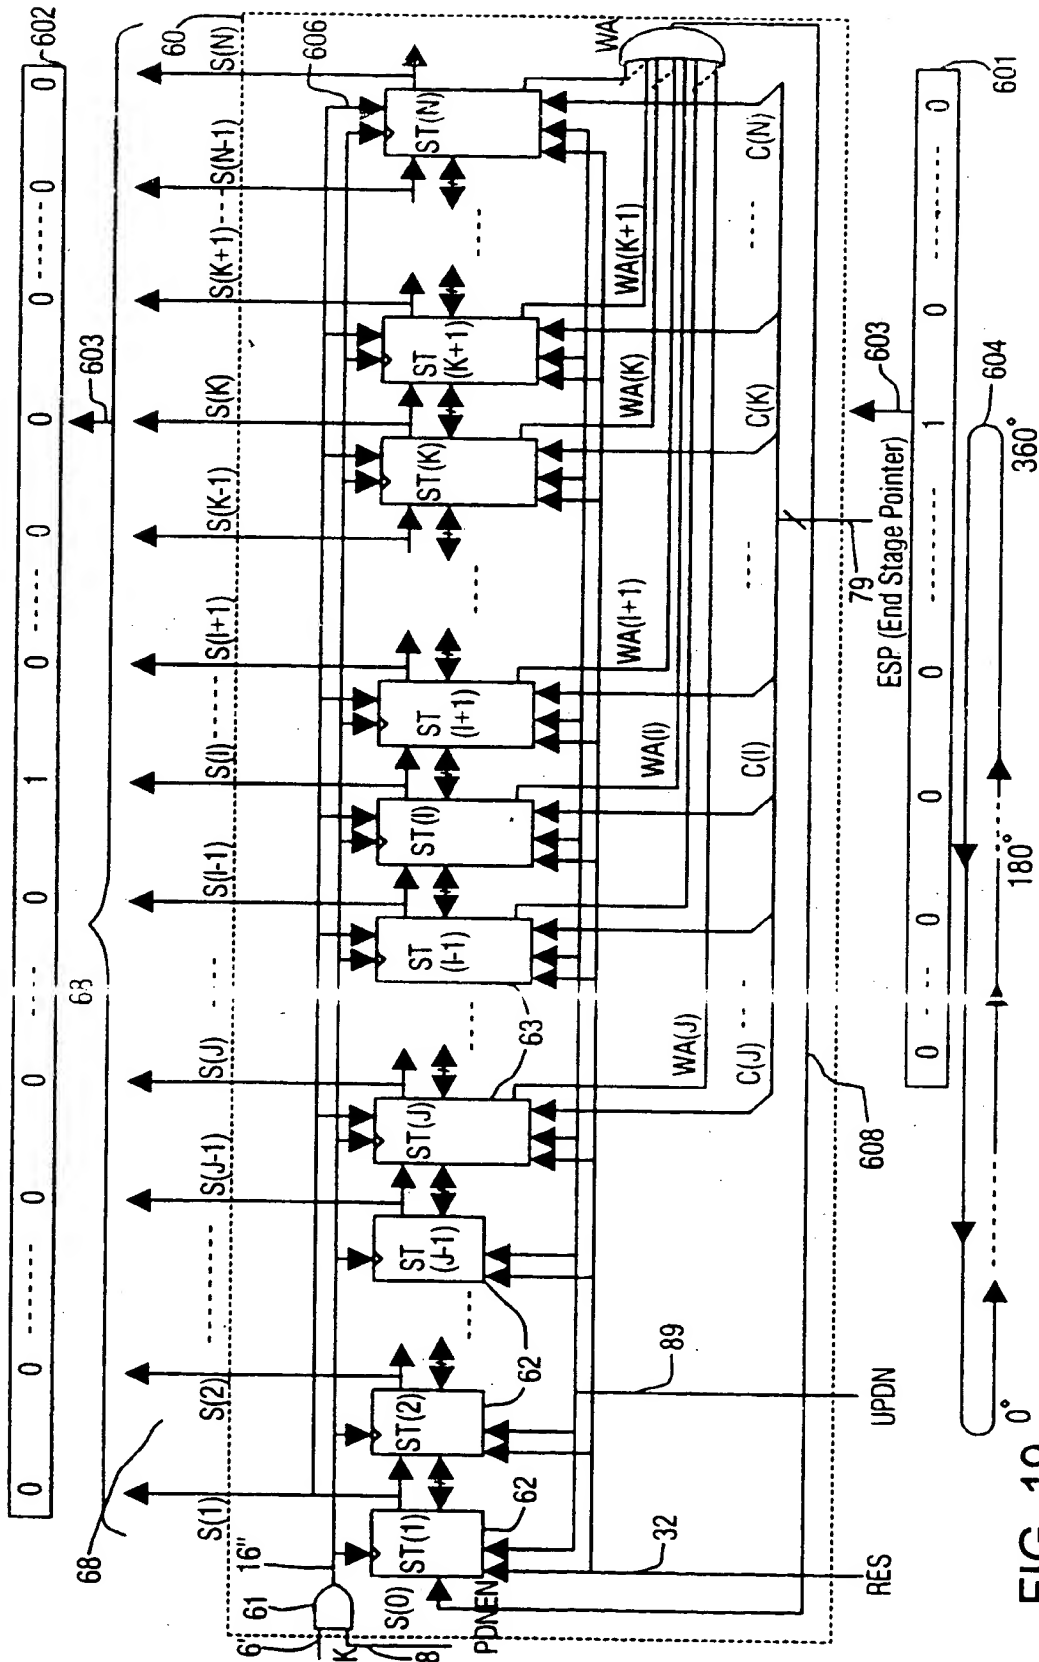 602
0 0 ------ 0 0 ---- 0 1 0 ---- 0 0 0 ----- 0 0
603
68
68
60
S(1) S(2) ------ S(J-1) S(J) ---- S(I-1) S(I) ---- S(I+1) S(K-1) S(K) S(K+1) ---- S(N-1) S(N)
606
16"
61
6'
K
8
S(0)
PDNEN
ST(1)
62
ST(2)
62
-----
ST
(J-1)
ST(J)
63
-----
ST
(I-1)
ST(I)
ST
(I+1)
-----
ST(K)
ST
(K+1)
-----
ST(N)
WA
WA(J)
WA(I)
WA(I+1)
WA(K)
WA(K+1)
C(J) ---- C(I) ---- C(K) ---- C(N)
32
89
608
79
RES
UPDN
ESP (End Stage Pointer)
603
0 - -- 0 0 0 ------ 1 0 ------ 0
601
604
0° 180° 360°
FIG. 19